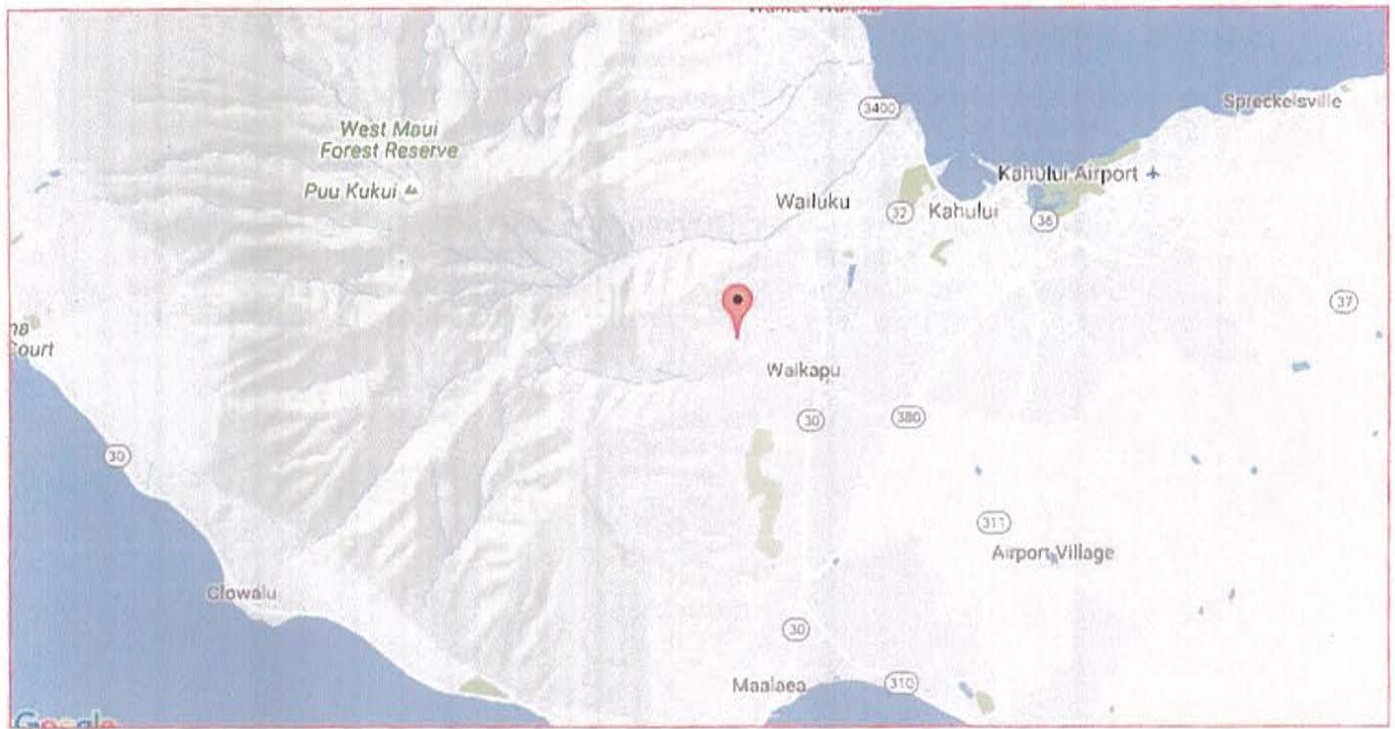 3400
Spreckelsville
West Maui
Forest Reserve
Puu Kukui
Kahului Airport
Wailuku
32
Kahului
36
37
Court
Waikapu
30
380
30
311
Airport Village
Olowalu
30
Maalaea
310
Google